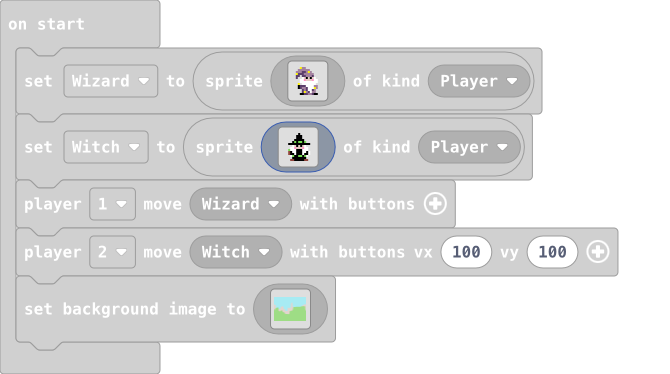 on start
set Wizard to sprite of kind Player
set Witch to sprite of kind Player
player 1 move Wizard with buttons
player 2 move Witch with buttons vx 100 vy 100
set background image to